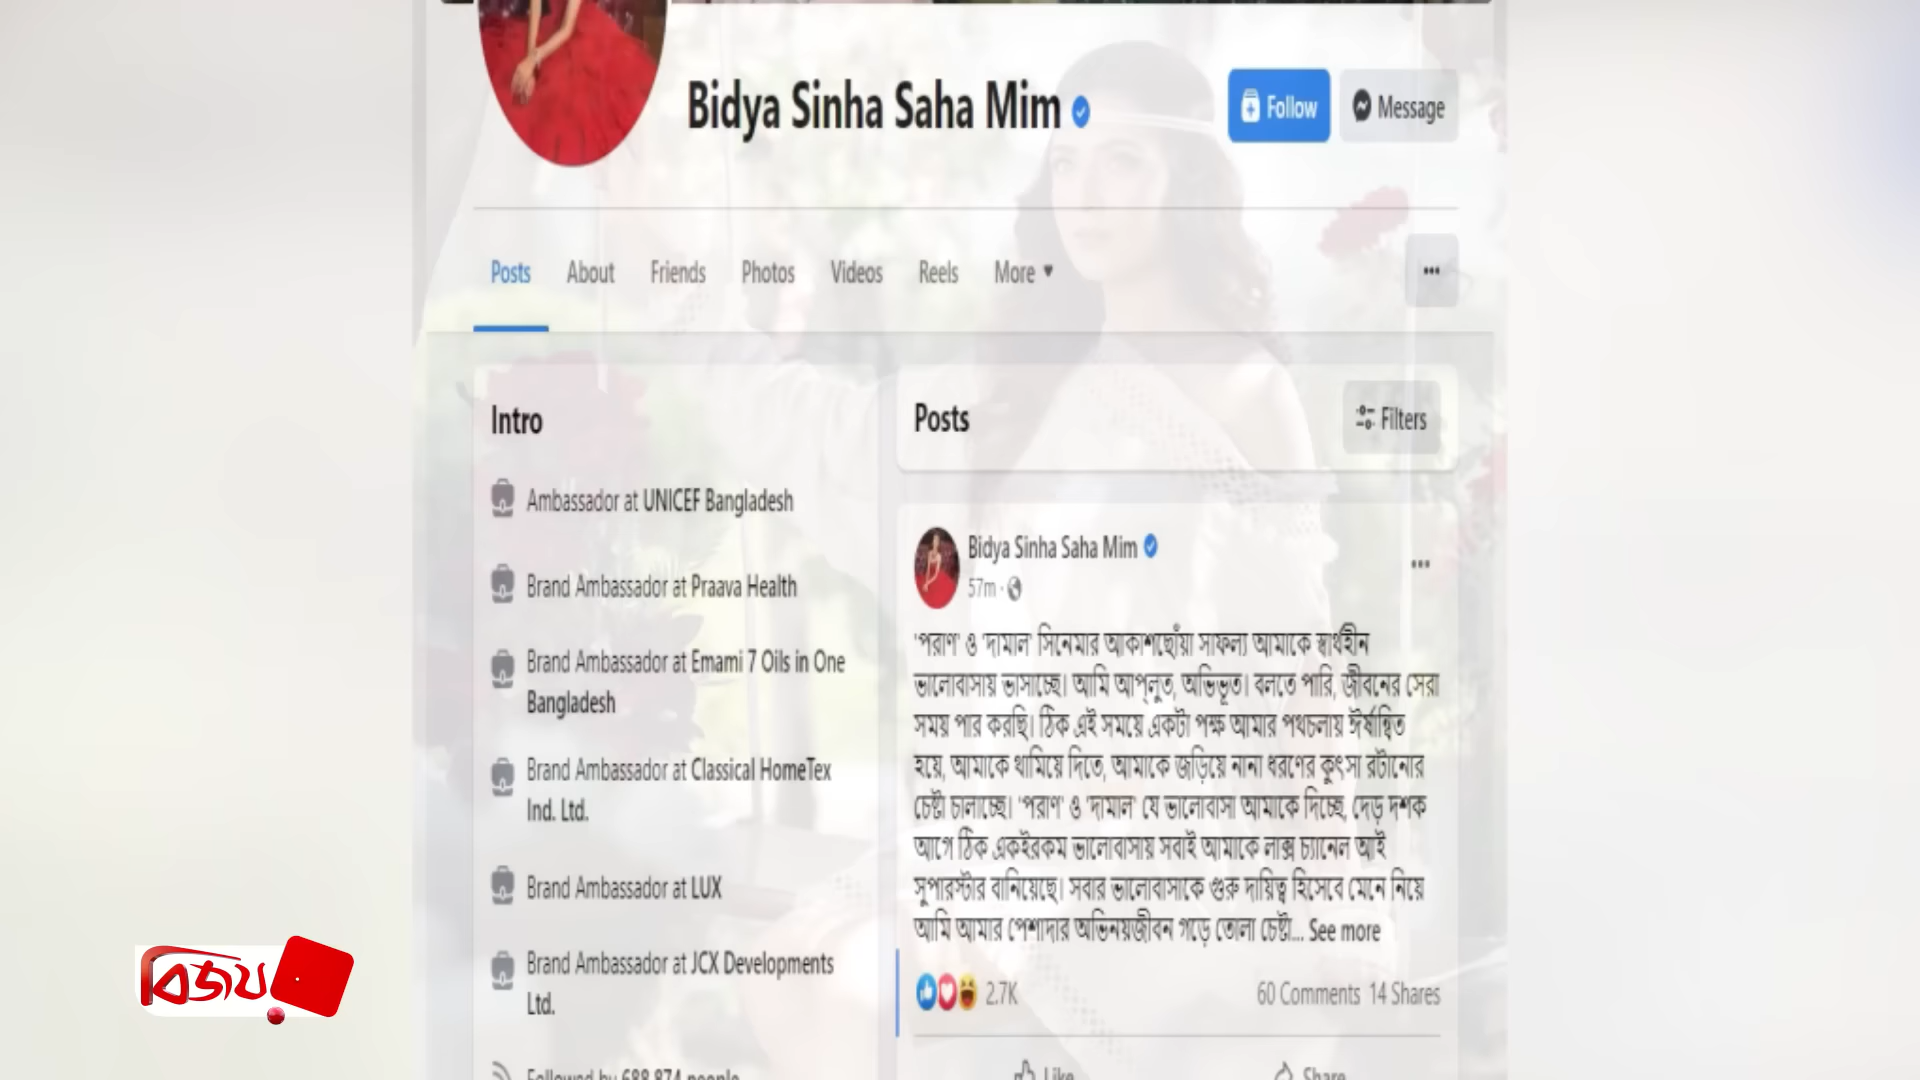 Bidya Sinha Saha Mim
Follow
Message
Posts
About
Friends
Photos
Videos
Reels
More
Intro
Ambassador at UNICEF Bangladesh
Brand Ambassador at Praava Health
Brand Ambassador at Emami 7 Oils in One
Bangladesh
Brand Ambassador at Classical HomeTex
Ind. Ltd.
Brand Ambassador at LUX
Brand Ambassador at JCX Developments
Ltd.
Followed by 688,874 people
Posts
Filters
Bidya Sinha Saha Mim
57m ·
'পরাণ' ও 'দামাল' সিনেমার আকাশছোঁয়া সাফল্য আমাকে স্বার্থহীন
ভালোবাসায় ভাসাচ্ছে। আমি আপ্লুত, অভিভূত। বলতে পারি, জীবনের সেরা
সময় পার করছি। ঠিক এই সময়ে একটা পক্ষ আমার পথচলায় ঈর্ষান্বিত
হয়ে, আমাকে থামিয়ে দিতে, আমাকে জড়িয়ে নানা ধরণের কুৎসা রটানোর
চেষ্টা চালাচ্ছে। 'পরাণ' ও 'দামাল' যে ভালোবাসা আমাকে দিচ্ছে, দেড় দশক
আগে ঠিক একইরকম ভালোবাসায় সবাই আমাকে লাক্স চ্যানেল আই
সুপারস্টার বানিয়েছে। সবার ভালোবাসাকে গুরু দায়িত্ব হিসেবে মেনে নিয়ে
আমি আমার পেশাদার অভিনয়জীবন গড়ে তোলা চেষ্টা... See more
2.7K
60 Comments 14 Shares
Like
Share
বিজয়